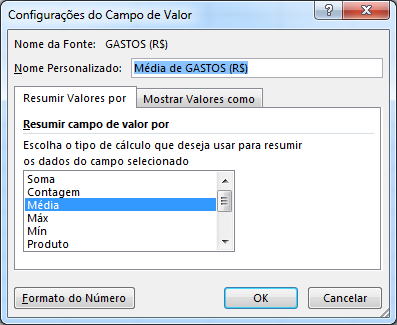 Configurações do Campo de Valor
Nome da Fonte: GASTOS (R$)
Nome Personalizado: Média de GASTOS (R$)
Resumir Valores por Mostrar Valores como
Resumir campo de valor por
Escolha o tipo de cálculo que deseja usar para resumir
os dados do campo selecionado
Soma
Contagem
Média
Máx
Mín
Produto
Formato do Número OK Cancelar